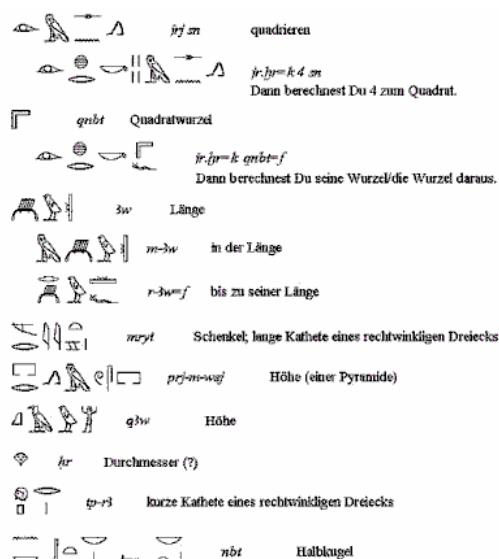 jrj sn quadrieren
jr.ḫr=k 4 sn
Dann berechnest Du 4 zum Quadrat.
qnbt Quadratwurzel
jr.ḫr=k qnbt=f
Dann berechnest Du seine Wurzel/die Wurzel daraus.
3w Länge
m-3w in der Länge
r-3w=f bis zu seiner Länge
mryt Schenkel; lange Kathete eines rechtwinkligen Dreiecks
Höhe (einer Pyramide)
q3w Höhe
ḫr Durchmesser (?)
tp-r3 kurze Kathete eines rechtwinkligen Dreiecks
nbt Halbkugel